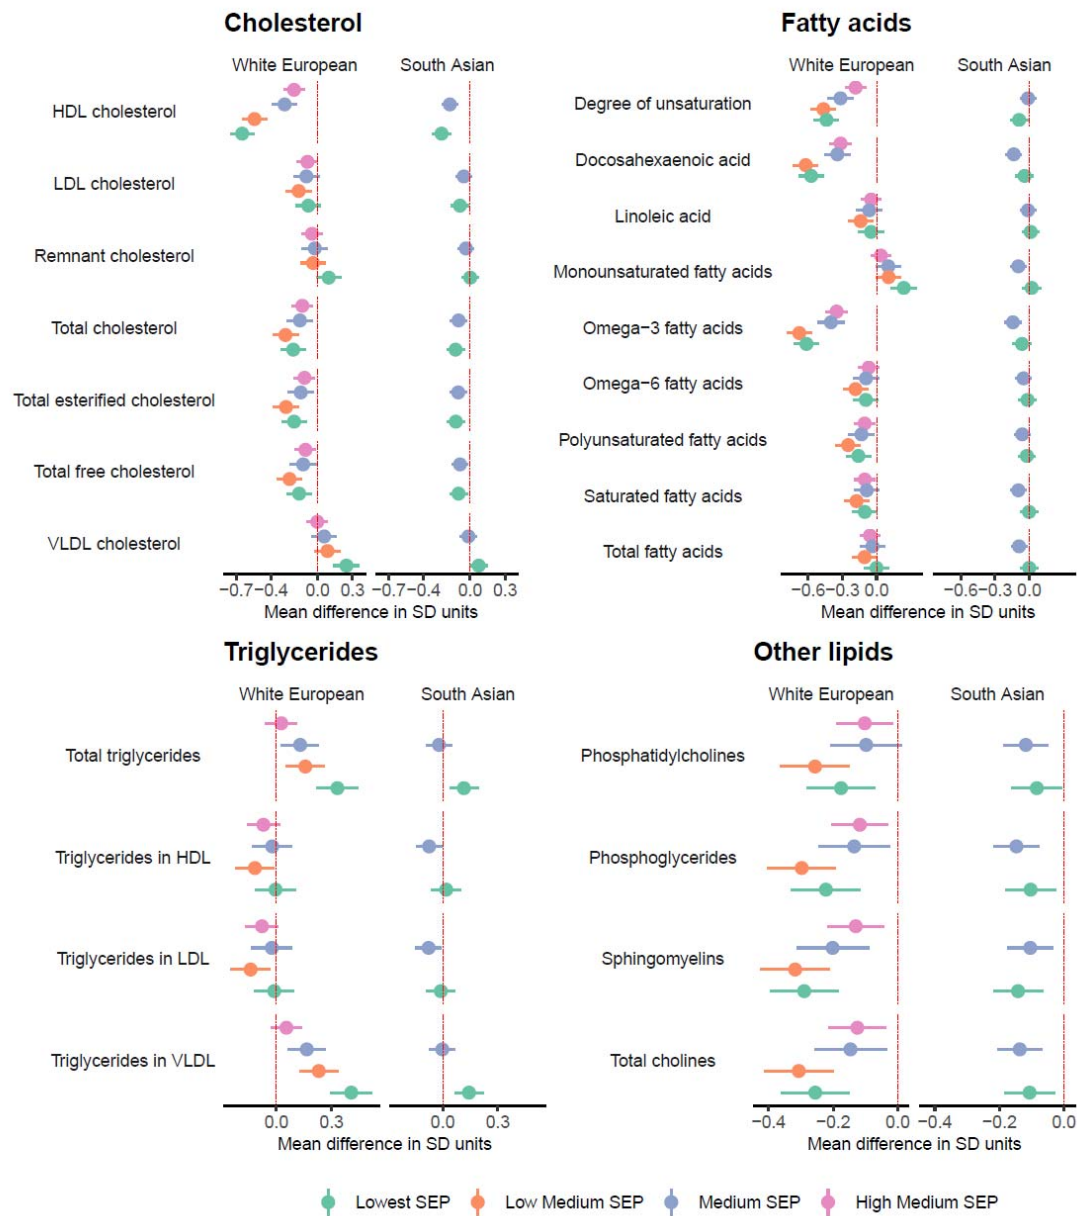 Cholesterol
White European South Asian
HDL cholesterol
LDL cholesterol
Remnant cholesterol
Total cholesterol
Total esterified cholesterol
Total free cholesterol
VLDL cholesterol
−0.7−0.4 0.0 0.3 −0.7−0.4 0.0 0.3
Mean difference in SD units
Fatty acids
White European South Asian
Degree of unsaturation
Docosahexaenoic acid
Linoleic acid
Monounsaturated fatty acids
Omega−3 fatty acids
Omega−6 fatty acids
Polyunsaturated fatty acids
Saturated fatty acids
Total fatty acids
−0.6−0.3 0.0 −0.6−0.3 0.0
Mean difference in SD units
Triglycerides
White European South Asian
Total triglycerides
Triglycerides in HDL
Triglycerides in LDL
Triglycerides in VLDL
0.0 0.3 0.0 0.3
Mean difference in SD units
Other lipids
White European South Asian
Phosphatidylcholines
Phosphoglycerides
Sphingomyelins
Total cholines
−0.4 −0.2 0.0 −0.4 −0.2 0.0
Mean difference in SD units
Lowest SEP Low Medium SEP Medium SEP High Medium SEP